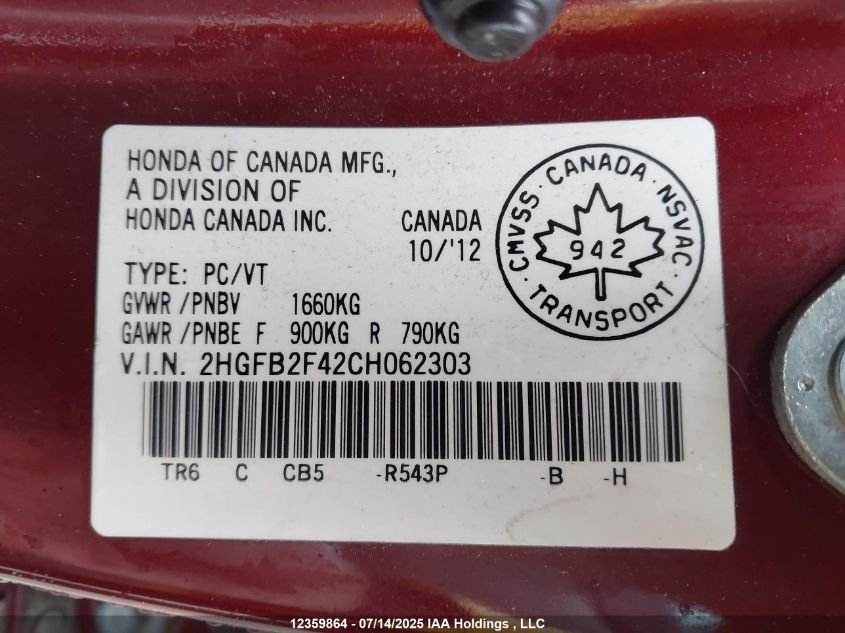 HONDA OF CANADA MFG.,
A DIVISION OF
HONDA CANADA INC. CANADA
10/'12
TYPE: PC/VT
GVWR /PNBV 1660KG
GAWR /PNBE F 900KG R 790KG
V.I.N. 2HGFB2F42CH062303
TR6 C CB5 -R543P -B -H
CMVSS · CANADA · NSVAC
942
· TRANSPORT ·
12359864 - 07/14/2025 IAA Holdings , LLC